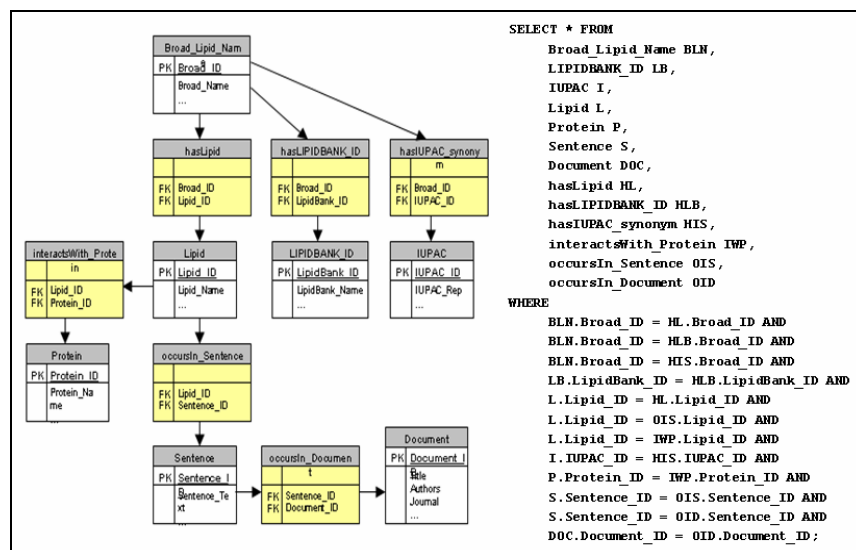 Broad_Lipid_Nam
e
PK Broad_ID
Broad_Name
...
hasLipid
FK Broad_ID
FK Lipid_ID
hasLIPIDBANK_ID
FK Broad_ID
FK LipidBank_ID
hasIUPAC_synony
m
FK Broad_ID
FK IUPAC_ID
interactsWith_Prote
in
FK Lipid_ID
FK Protein_ID
Lipid
PK Lipid_ID
Lipid_Name
...
LIPIDBANK_ID
PK LipidBank_ID
LipidBank_Name
...
IUPAC
PK IUPAC_ID
IUPAC_Rep
...
Protein
PK Protein_ID
Protein_Na
me
...
occursIn_Sentence
FK Lipid_ID
FK Sentence_ID
Sentence
PK Sentence_I
D
Sentence_Te
xt
...
occursIn_Documen
t
FK Sentence_ID
FK Document_ID
Document
PK Document_I
D
Title
Authors
Journal
...
SELECT * FROM
Broad_Lipid_Name BLN,
LIPIDBANK_ID LB,
IUPAC I,
Lipid L,
Protein P,
Sentence S,
Document DOC,
hasLipid HL,
hasLIPIDBANK_ID HLB,
hasIUPAC_synonym HIS,
interactsWith_Protein IWP,
occursIn_Sentence OIS,
occursIn_Document OID
WHERE
BLN.Broad_ID = HL.Broad_ID AND
BLN.Broad_ID = HLB.Broad_ID AND
BLN.Broad_ID = HIS.Broad_ID AND
LB.LipidBank_ID = HLB.LipidBank_ID AND
L.Lipid_ID = HL.Lipid_ID AND
L.Lipid_ID = OIS.Lipid_ID AND
L.Lipid_ID = IWP.Lipid_ID AND
I.IUPAC_ID = HIS.IUPAC_ID AND
P.Protein_ID = IWP.Protein_ID AND
S.Sentence_ID = OIS.Sentence_ID AND
S.Sentence_ID = OID.Sentence_ID AND
DOC.Document_ID = OID.Document_ID;